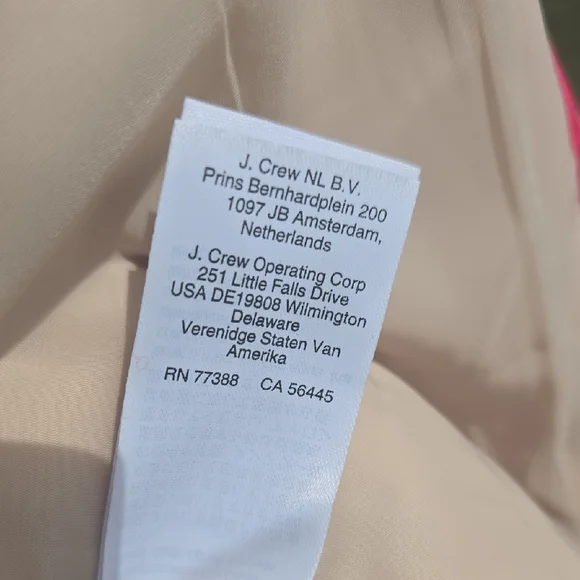 J. Crew NL B.V.
Prins Bernhardplein 200
1097 JB Amsterdam,
Netherlands
J. Crew Operating Corp
251 Little Falls Drive
USA DE19808 Wilmington
Delaware
Verenidge Staten Van
Amerika
RN 77388 CA 56445